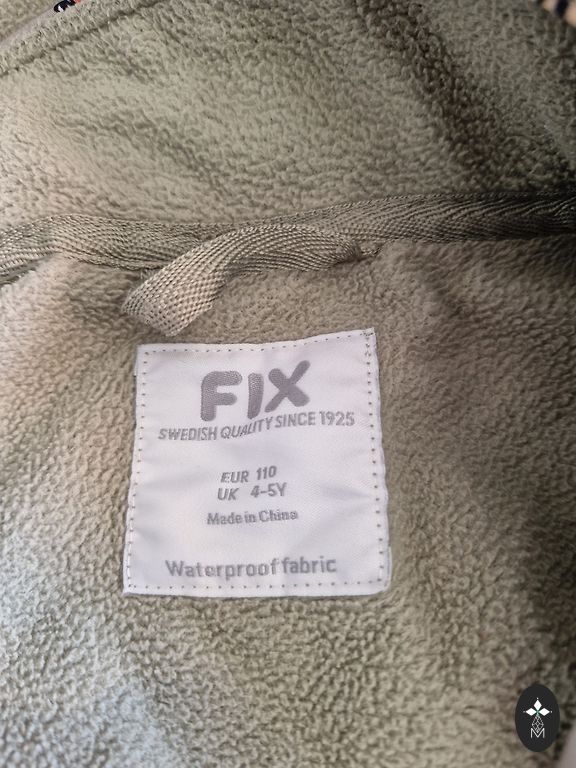 FIX
SWEDISH QUALITY SINCE 1925
EUR 110
UK 4-5Y
Made in China
Waterproof fabric
M